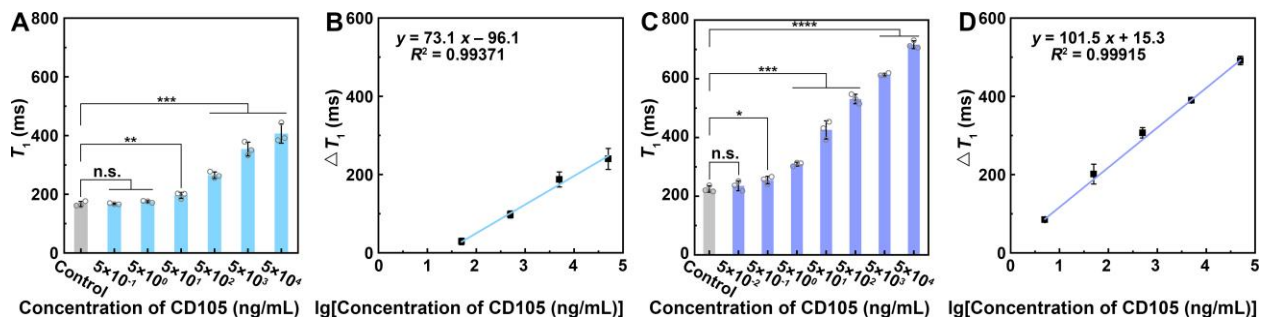 A
T₁ (ms)
800
600
400
200
0
n.s.
**
***
Control
5×10⁻¹
5×10⁰
5×10¹
5×10²
5×10³
5×10⁴
Concentration of CD105 (ng/mL)
B
△T₁ (ms)
600
400
200
0
y = 73.1 x – 96.1
R² = 0.99371
0 1 2 3 4 5
lg[Concentration of CD105 (ng/mL)]
C
T₁ (ms)
800
600
400
200
0
n.s.
*
***
****
Control
5×10⁻²
5×10⁻¹
5×10⁰
5×10¹
5×10²
5×10³
5×10⁴
Concentration of CD105 (ng/mL)
D
△T₁ (ms)
600
400
200
0
y = 101.5 x + 15.3
R² = 0.99915
0 1 2 3 4 5
lg[Concentration of CD105 (ng/mL)]